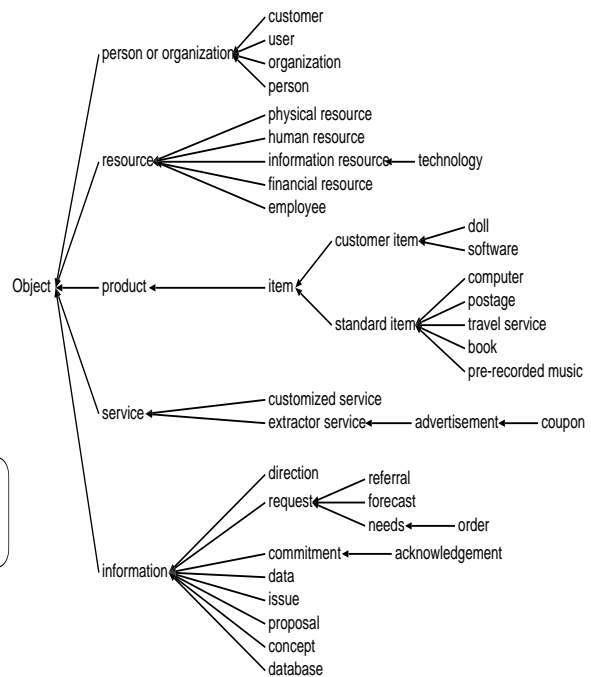 customer
user
person or organization
organization
person
physical resource
human resource
resource
information resource
technology
financial resource
employee
doll
customer item
software
computer
Object
product
item
postage
standard item
travel service
book
pre-recorded music
customized service
service
extractor service
advertisement
coupon
direction
referral
request
forecast
needs
order
commitment
acknowledgement
information
data
issue
proposal
concept
database